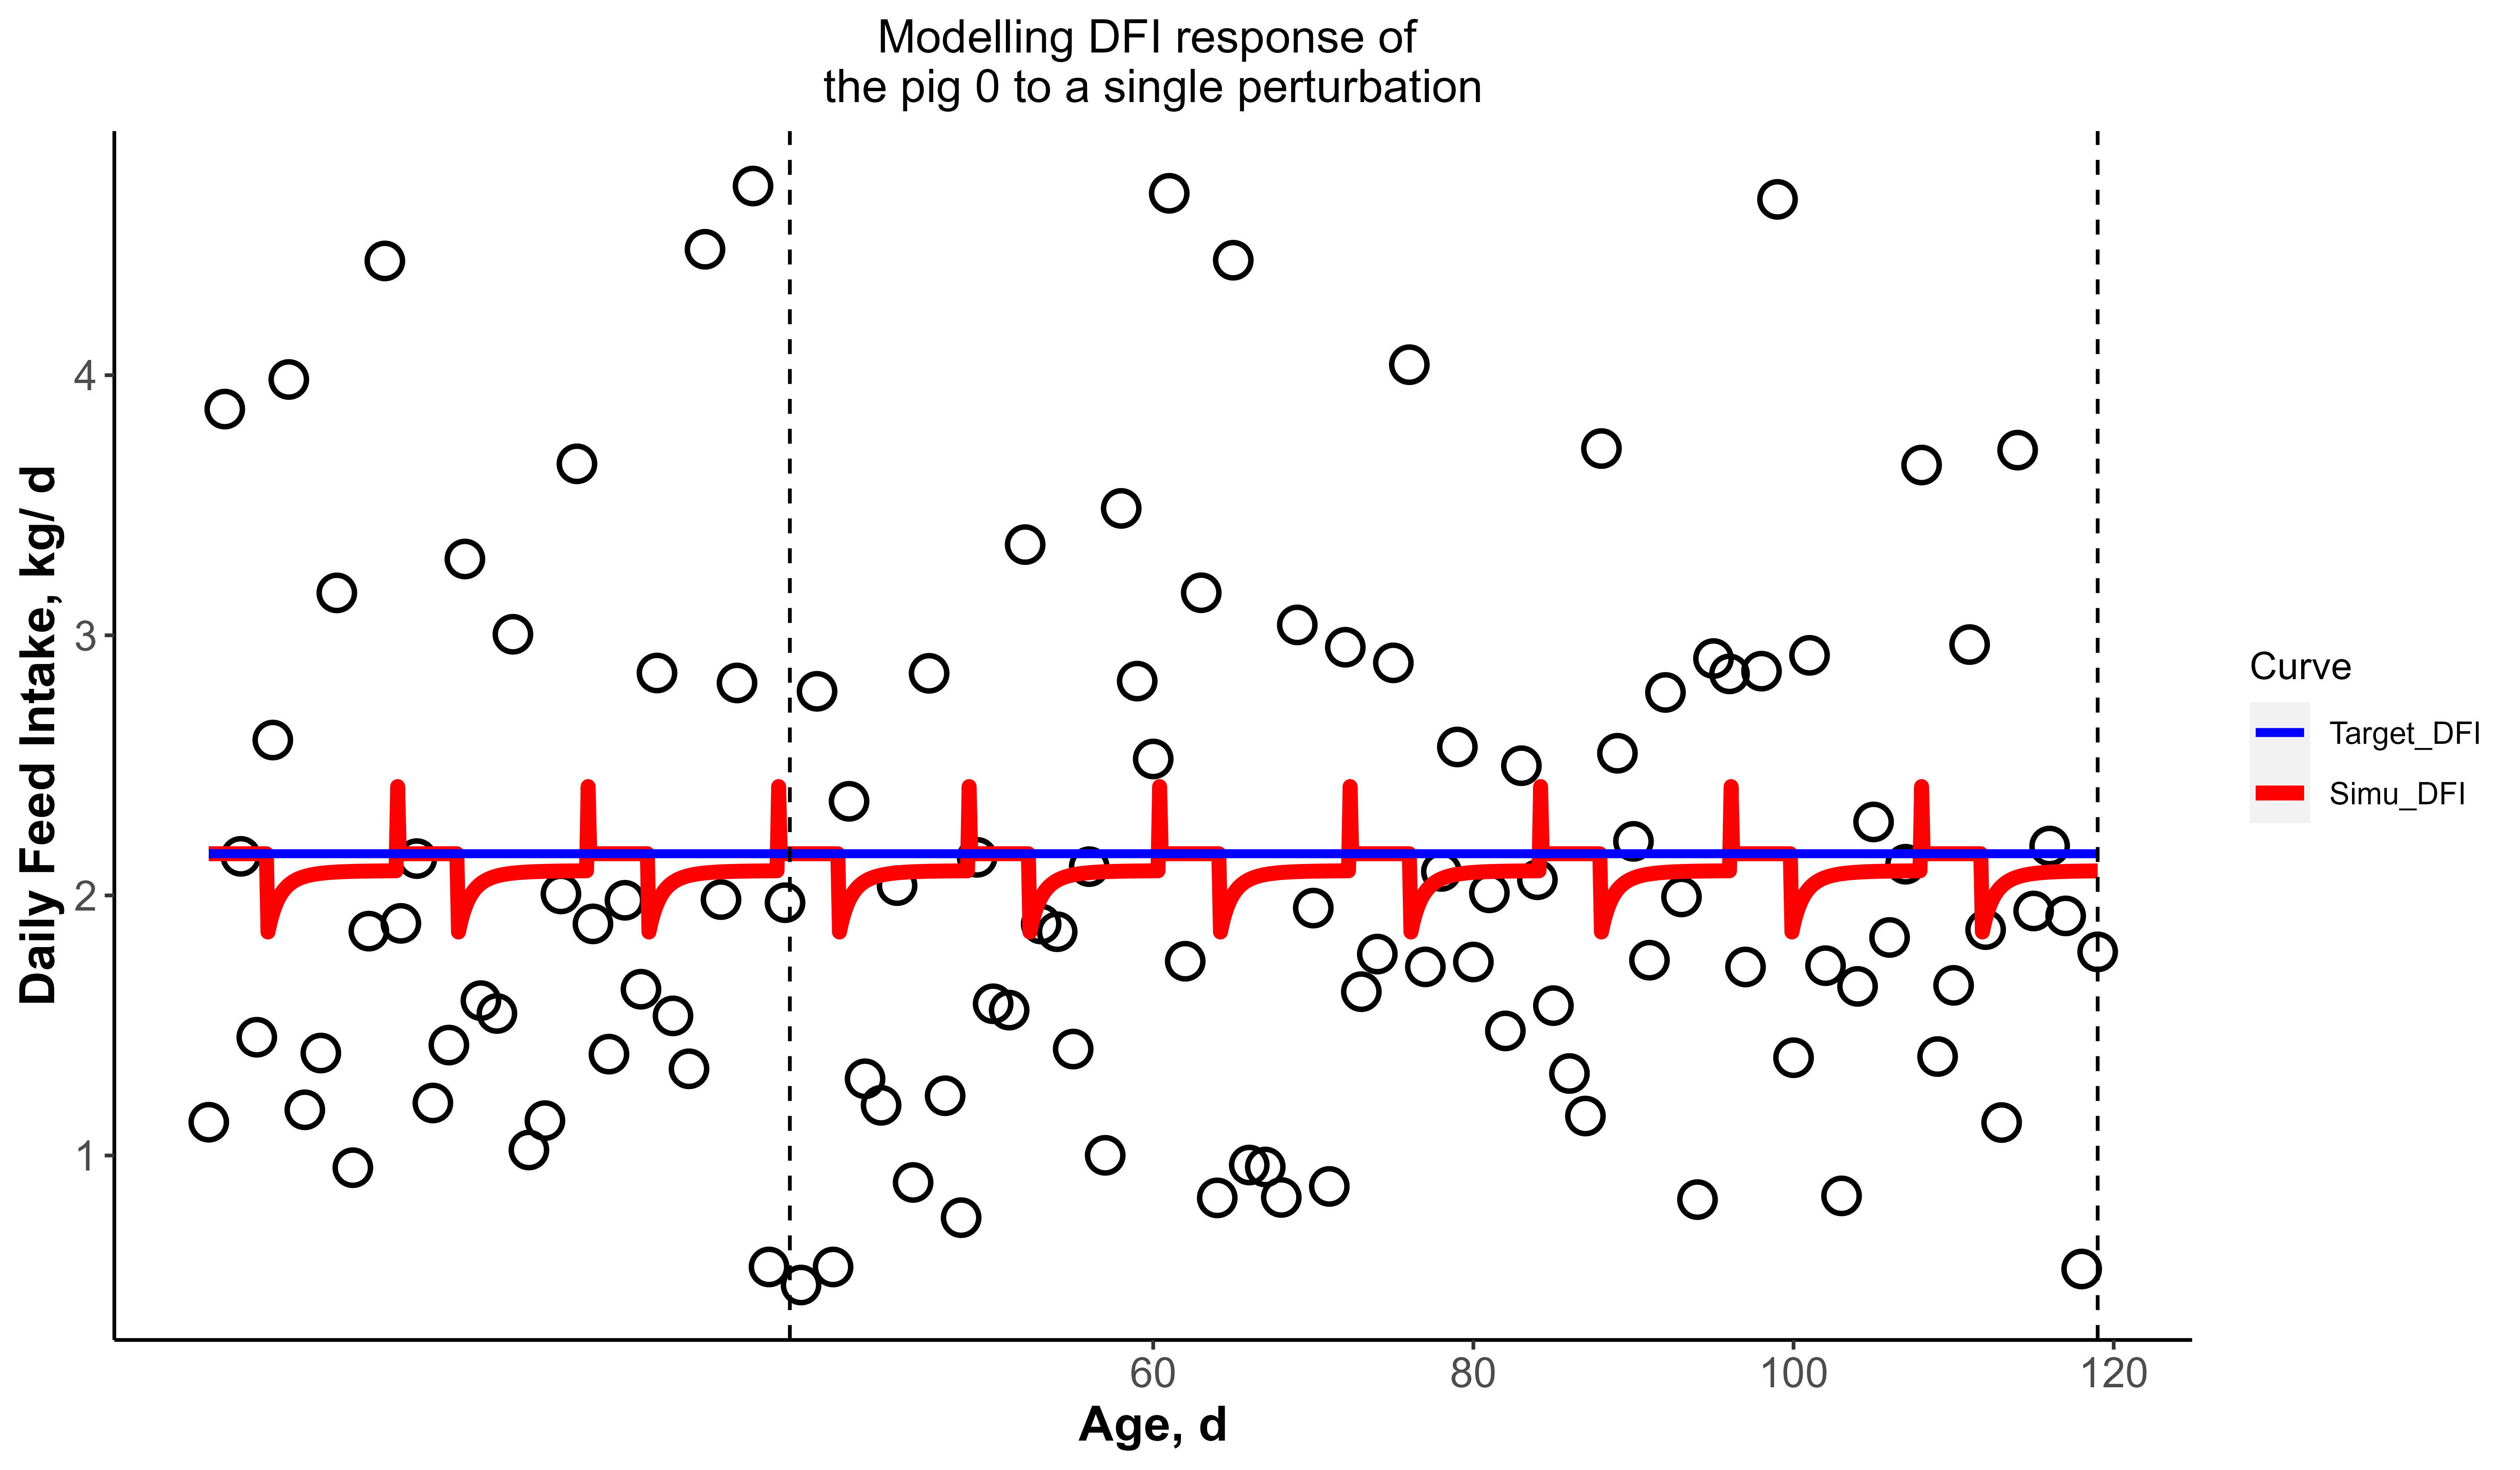 Modelling DFI response of
the pig 0 to a single perturbation
Daily Feed Intake, kg/ d
4
3
2
1
60
80
100
120
Age, d
Curve
Target_DFI
Simu_DFI